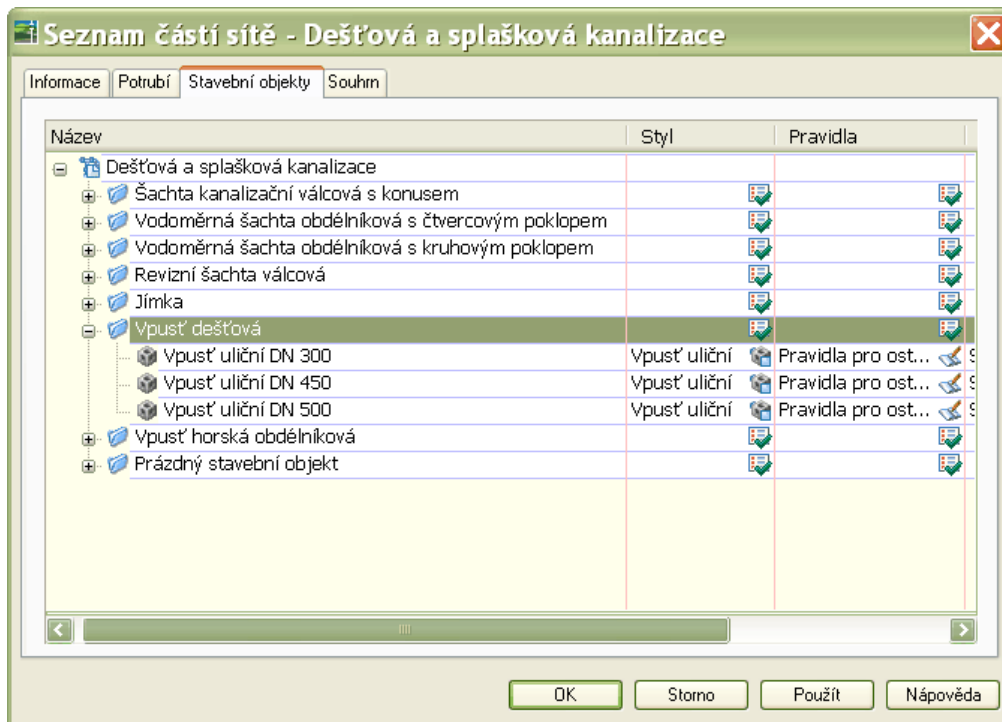 Seznam částí sítě - Dešťová a splašková kanalizace
Informace Potrubí Stavební objekty Souhrn
Název Styl Pravidla
Dešťová a splašková kanalizace
Šachta kanalizační válcová s konusem
Vodoměrná šachta obdélníková s čtvercovým poklopem
Vodoměrná šachta obdélníková s kruhovým poklopem
Revizní šachta válcová
Jímka
Vpusť dešťová
Vpusť uliční DN 300 Vpusť uliční Pravidla pro ost...
Vpusť uliční DN 450 Vpusť uliční Pravidla pro ost...
Vpusť uliční DN 500 Vpusť uliční Pravidla pro ost...
Vpusť horská obdélníková
Prázdný stavební objekt
OK Storno Použít Nápověda